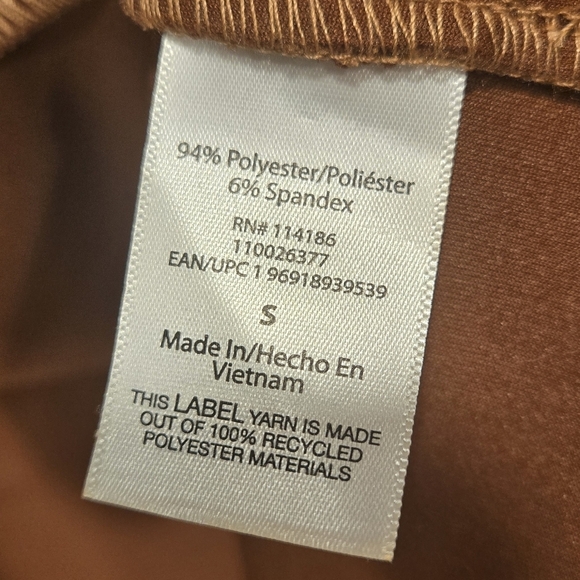 94% Polyester/Poliéster
6% Spandex
RN# 114186
110026377
EAN/UPC 1 96918939539
S
Made In/Hecho En
Vietnam
THIS LABEL YARN IS MADE
OUT OF 100% RECYCLED
POLYESTER MATERIALS